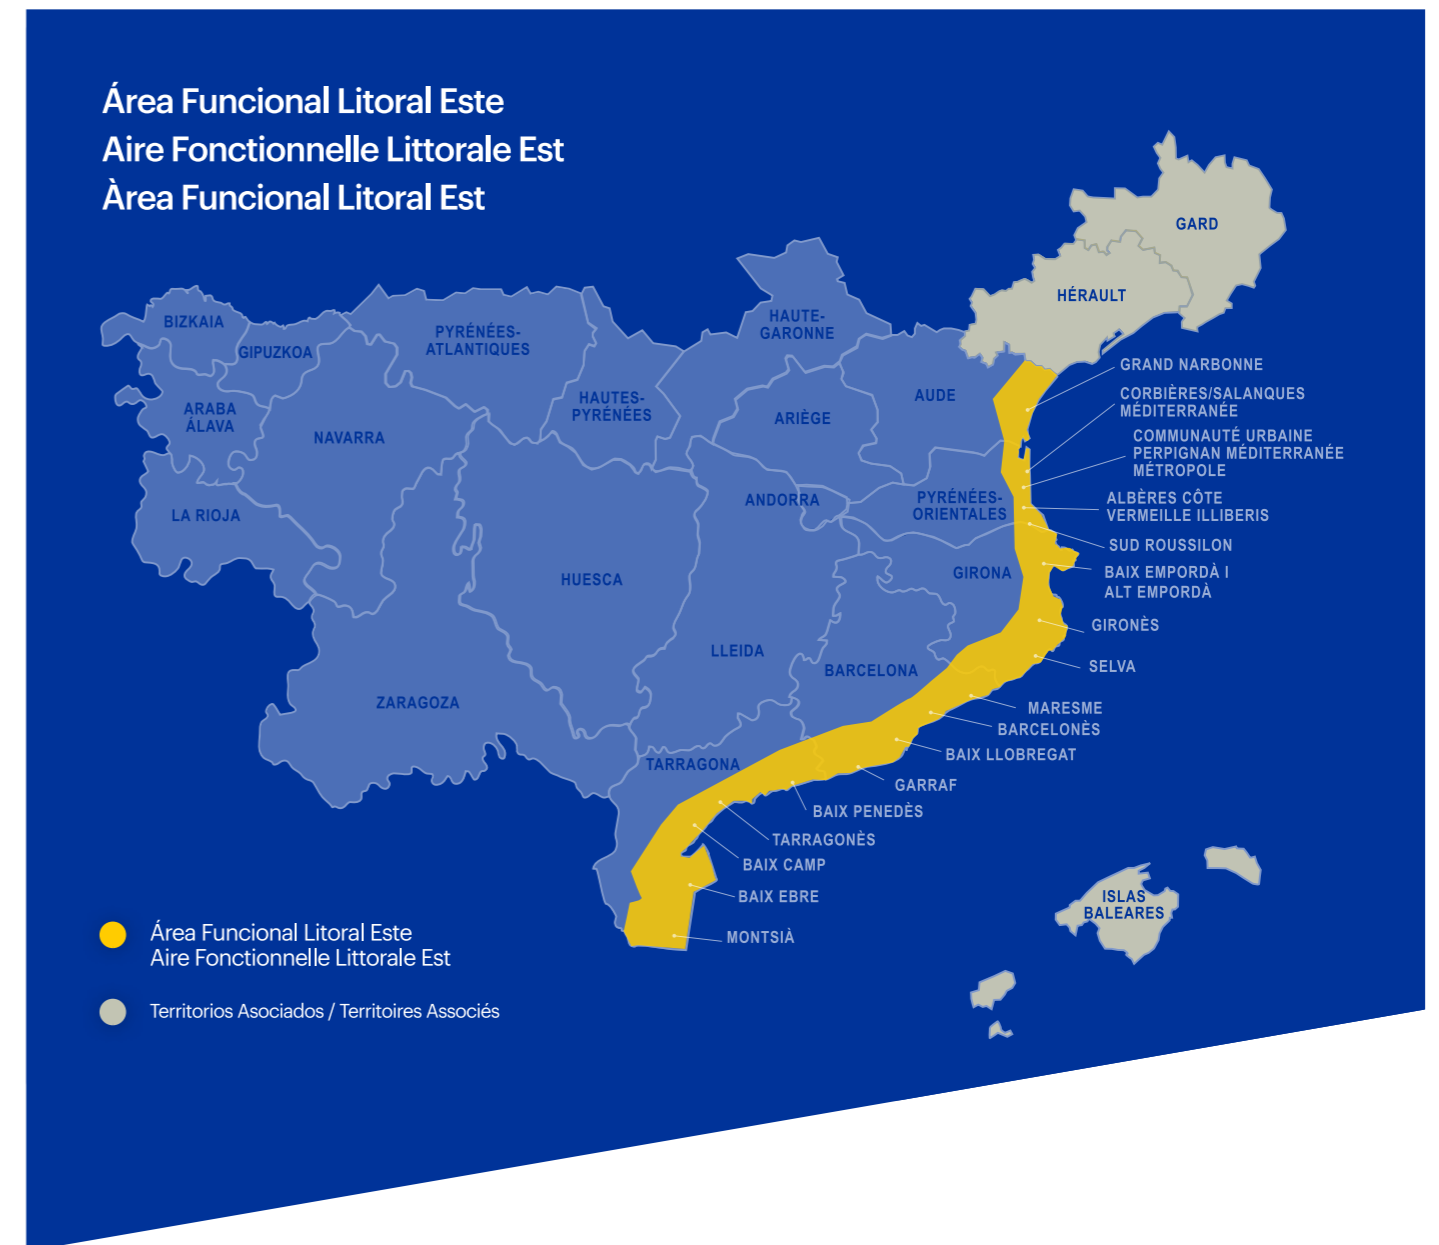 Área Funcional Litoral Este
Aire Fonctionnelle Littorale Est
Àrea Funcional Litoral Est
GARD
HÉRAULT
BIZKAIA
GIPUZKOA
PYRÉNÉES-
ATLANTIQUES
HAUTE-
GARONNE
ARABA
ÁLAVA
NAVARRA
HAUTES-
PYRÉNÉES
ARIÈGE
AUDE
LA RIOJA
ANDORRA
PYRÉNÉES-
ORIENTALES
HUESCA
GIRONA
LLEIDA
BARCELONA
ZARAGOZA
TARRAGONA
GRAND NARBONNE
CORBIÈRES/SALANQUES
MÉDITERRANÉE
COMMUNAUTÉ URBAINE
PERPIGNAN MÉDITERRANÉE
MÉTROPOLE
ALBÈRES CÔTE
VERMEILLE ILLIBERIS
SUD ROUSSILON
BAIX EMPORDÀ I
ALT EMPORDÀ
GIRONÈS
SELVA
MARESME
BARCELONÈS
BAIX LLOBREGAT
GARRAF
BAIX PENEDÈS
TARRAGONÈS
BAIX CAMP
BAIX EBRE
MONTSIÀ
ISLAS
BALEARES
Área Funcional Litoral Este
Aire Fonctionnelle Littorale Est
Territorios Asociados / Territoires Associés